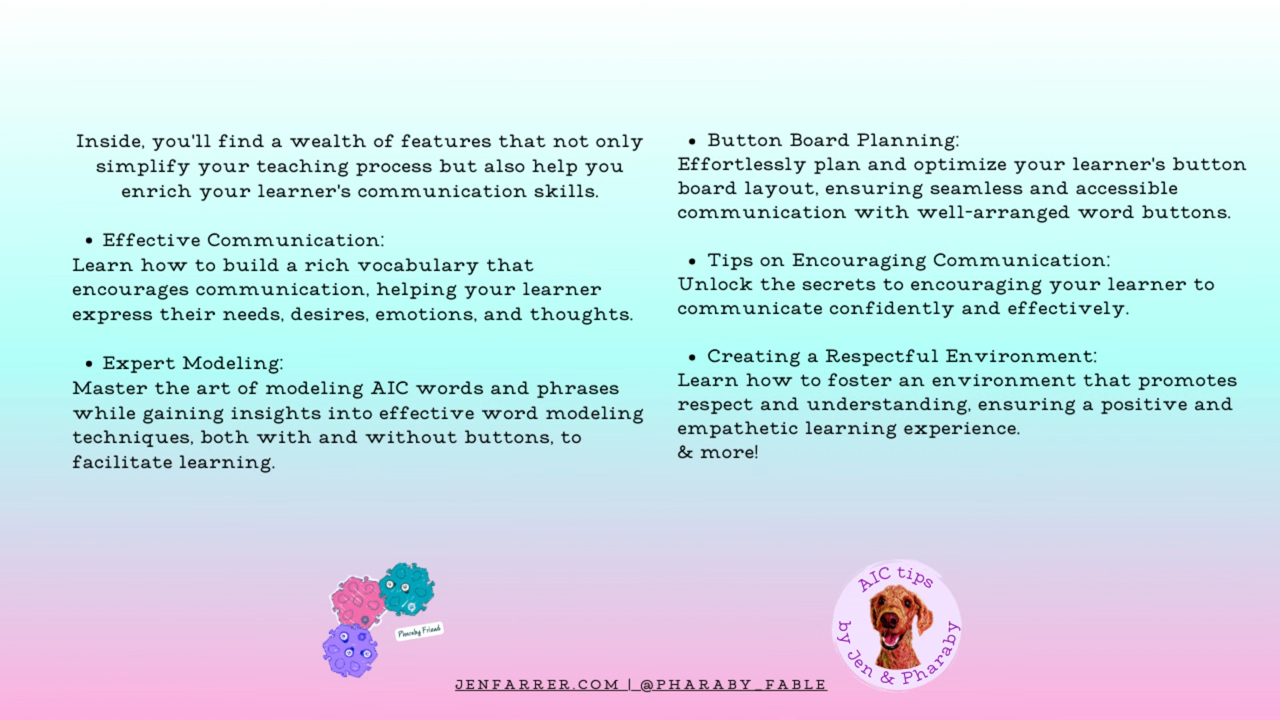 Inside, you'll find a wealth of features that not only
simplify your teaching process but also help you
enrich your learner's communication skills.
• Effective Communication:
Learn how to build a rich vocabulary that
encourages communication, helping your learner
express their needs, desires, emotions, and thoughts.
• Expert Modeling:
Master the art of modeling AIC words and phrases
while gaining insights into effective word modeling
techniques, both with and without buttons, to
facilitate learning.
• Button Board Planning:
Effortlessly plan and optimize your learner's button
board layout, ensuring seamless and accessible
communication with well-arranged word buttons.
• Tips on Encouraging Communication:
Unlock the secrets to encouraging your learner to
communicate confidently and effectively.
• Creating a Respectful Environment:
Learn how to foster an environment that promotes
respect and understanding, ensuring a positive and
empathetic learning experience.
& more!
Pharaby Friends
AIC tips
by Jen & Pharaby
JENFARRER.COM | @PHARABY_FABLE